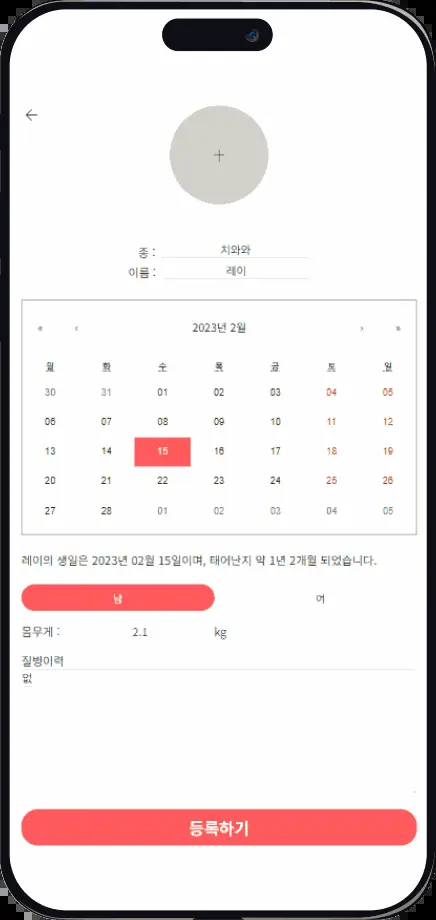 ←
+
종 : 치와와
이름 : 레이
« ‹ 2023년 2월 › »
월 화 수 목 금 토 일
30 31 01 02 03 04 05
06 07 08 09 10 11 12
13 14 15 16 17 18 19
20 21 22 23 24 25 26
27 28 01 02 03 04 05
레이의 생일은 2023년 02월 15일이며, 태어난지 약 1년 2개월 되었습니다.
남 여
몸무게 : 2.1 kg
질병이력
없
등록하기